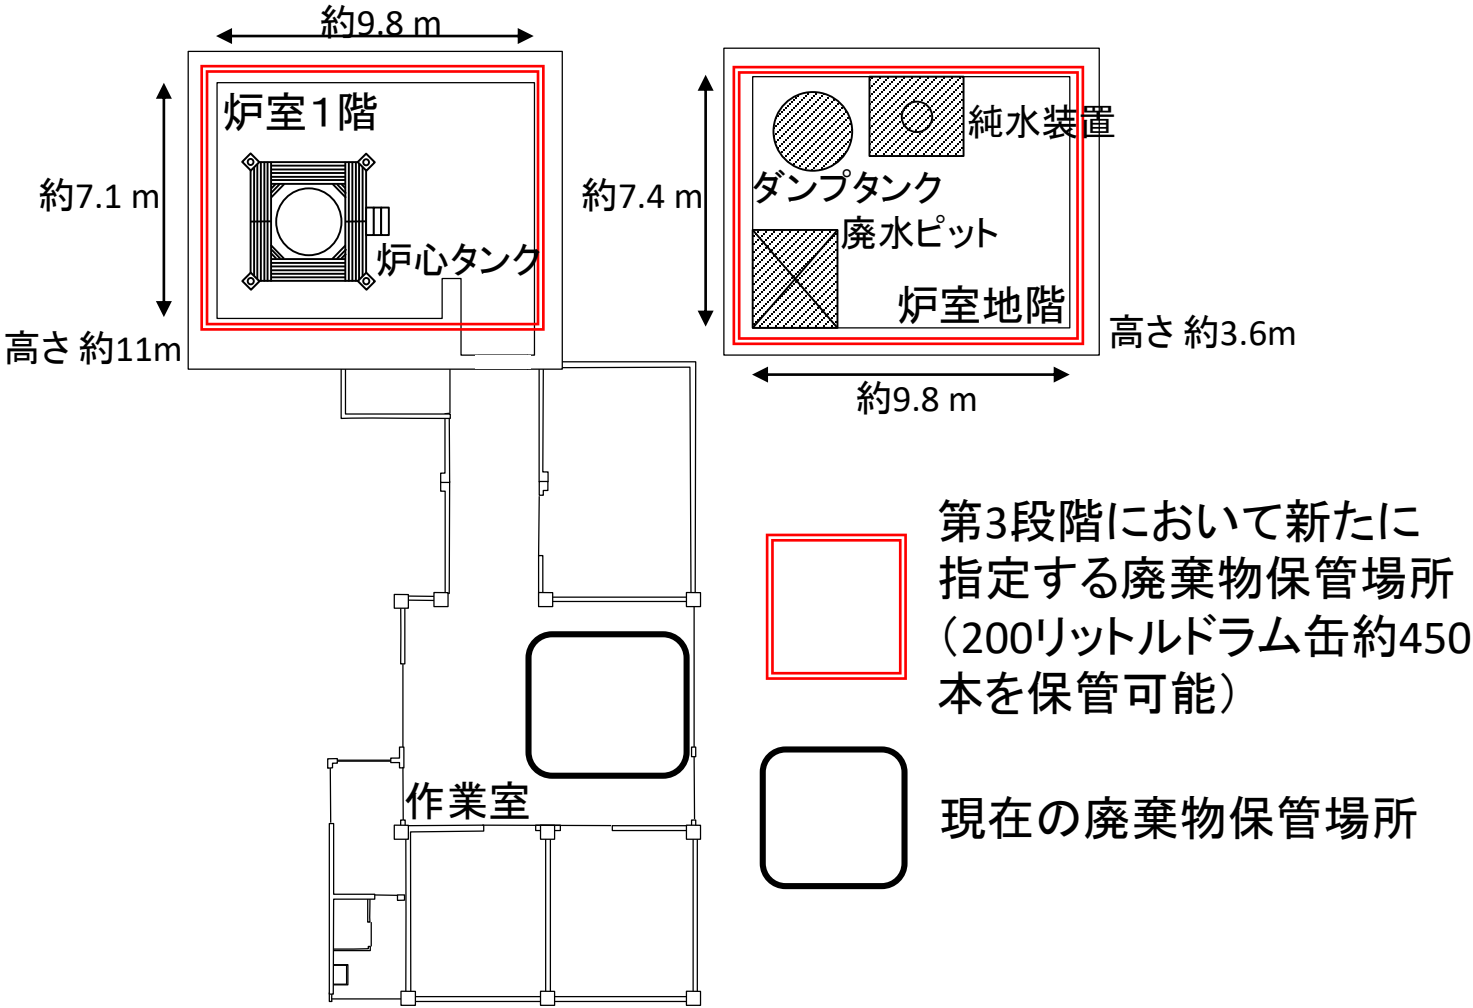 約9.8 m
炉室１階
約7.1 m
炉心タンク
高さ 約11m
純水装置
ダンプタンク
約7.4 m
廃水ピット
炉室地階
高さ 約3.6m
約9.8 m
第3段階において新たに
指定する廃棄物保管場所
（200リットルドラム缶約450
本を保管可能）
作業室
現在の廃棄物保管場所